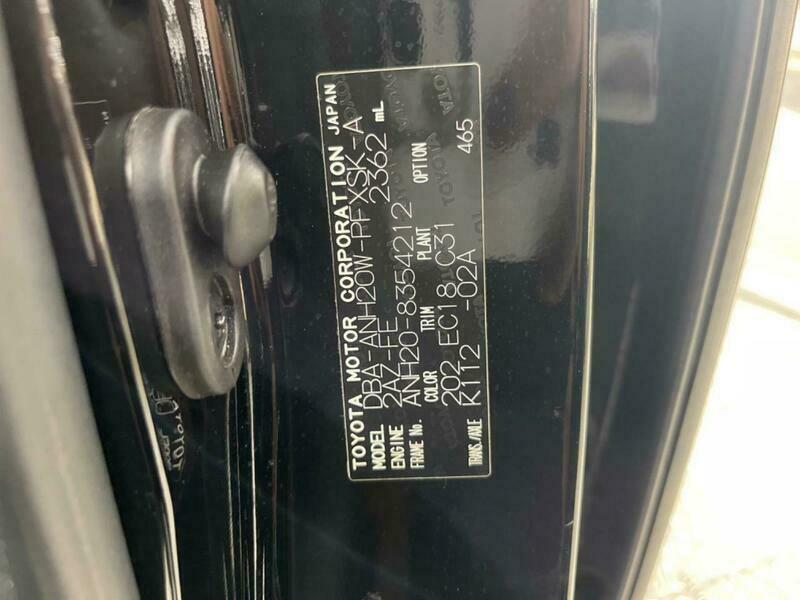 TOYOTA MOTOR CORPORATION JAPAN
MODEL DBA-ANH20W-PFXSK-A
ENGINE 2AZ-FE 2362 mL
FRAME No. ANH20-8354212
COLOR TRIM PLANT OPTION
202 EC18 C31 465
TRANS./AXLE K112 -02A